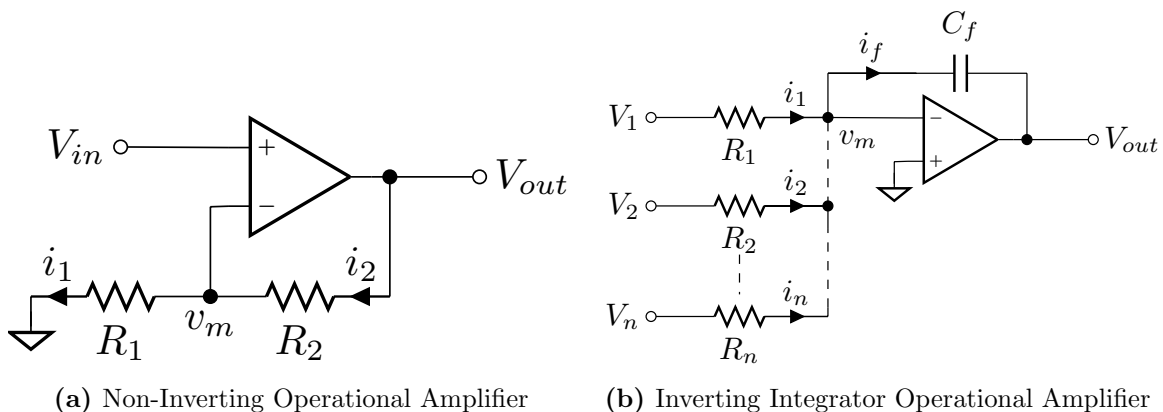 V_in
+
−
V_out
i_1
i_2
v_m
R_1
R_2
(a) Non-Inverting Operational Amplifier
C_f
i_f
V_1
i_1
R_1
v_m
−
+
V_out
V_2
i_2
R_2
V_n
i_n
R_n
(b) Inverting Integrator Operational Amplifier